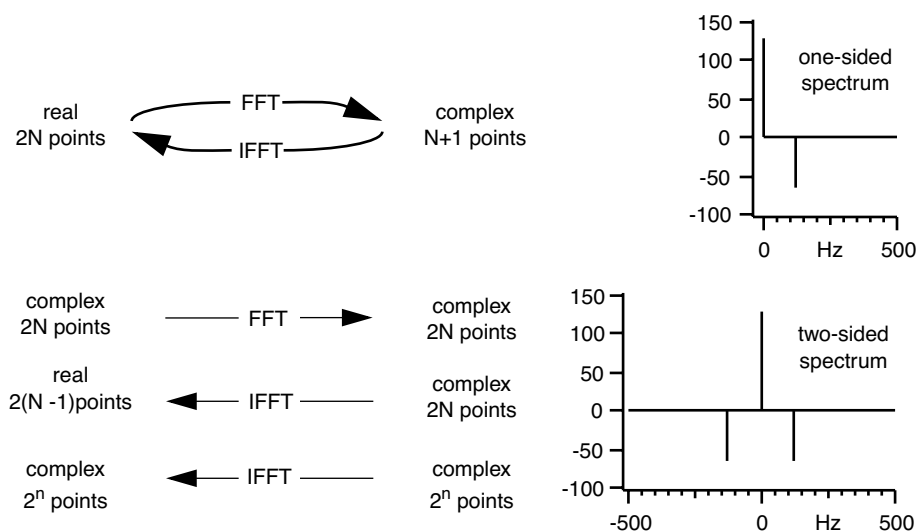 real
2N points
FFT
IFFT
complex
N+1 points
150
100
50
0
-50
-100
one-sided
spectrum
0 Hz 500
complex
2N points
FFT
complex
2N points
real
2(N -1)points
IFFT
complex
2N points
complex
2ⁿ points
IFFT
complex
2ⁿ points
150
100
50
0
-50
-100
two-sided
spectrum
-500 0 Hz 500